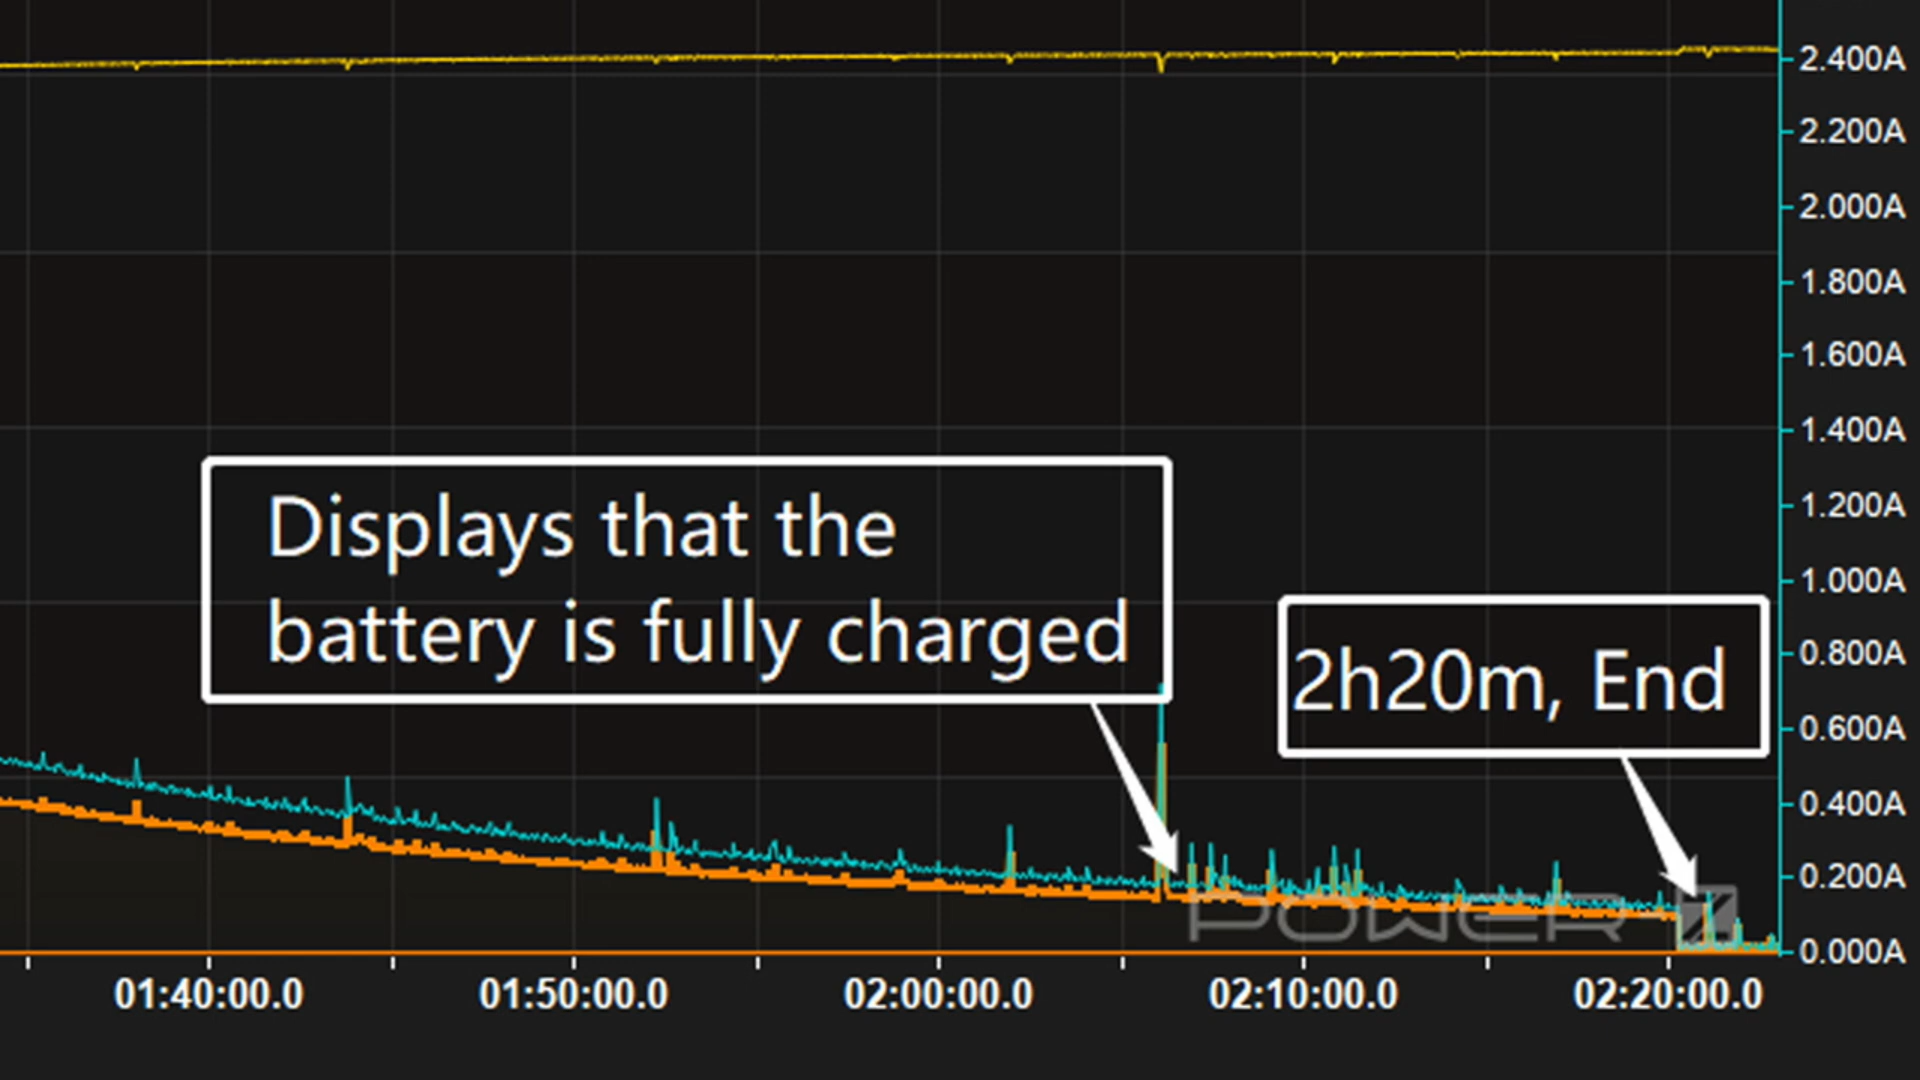 2.400A
2.200A
2.000A
1.800A
1.600A
1.400A
1.200A
1.000A
0.800A
0.600A
0.400A
0.200A
0.000A
Displays that the
battery is fully charged
2h20m, End
POWER Z
01:40:00.0 01:50:00.0 02:00:00.0 02:10:00.0 02:20:00.0